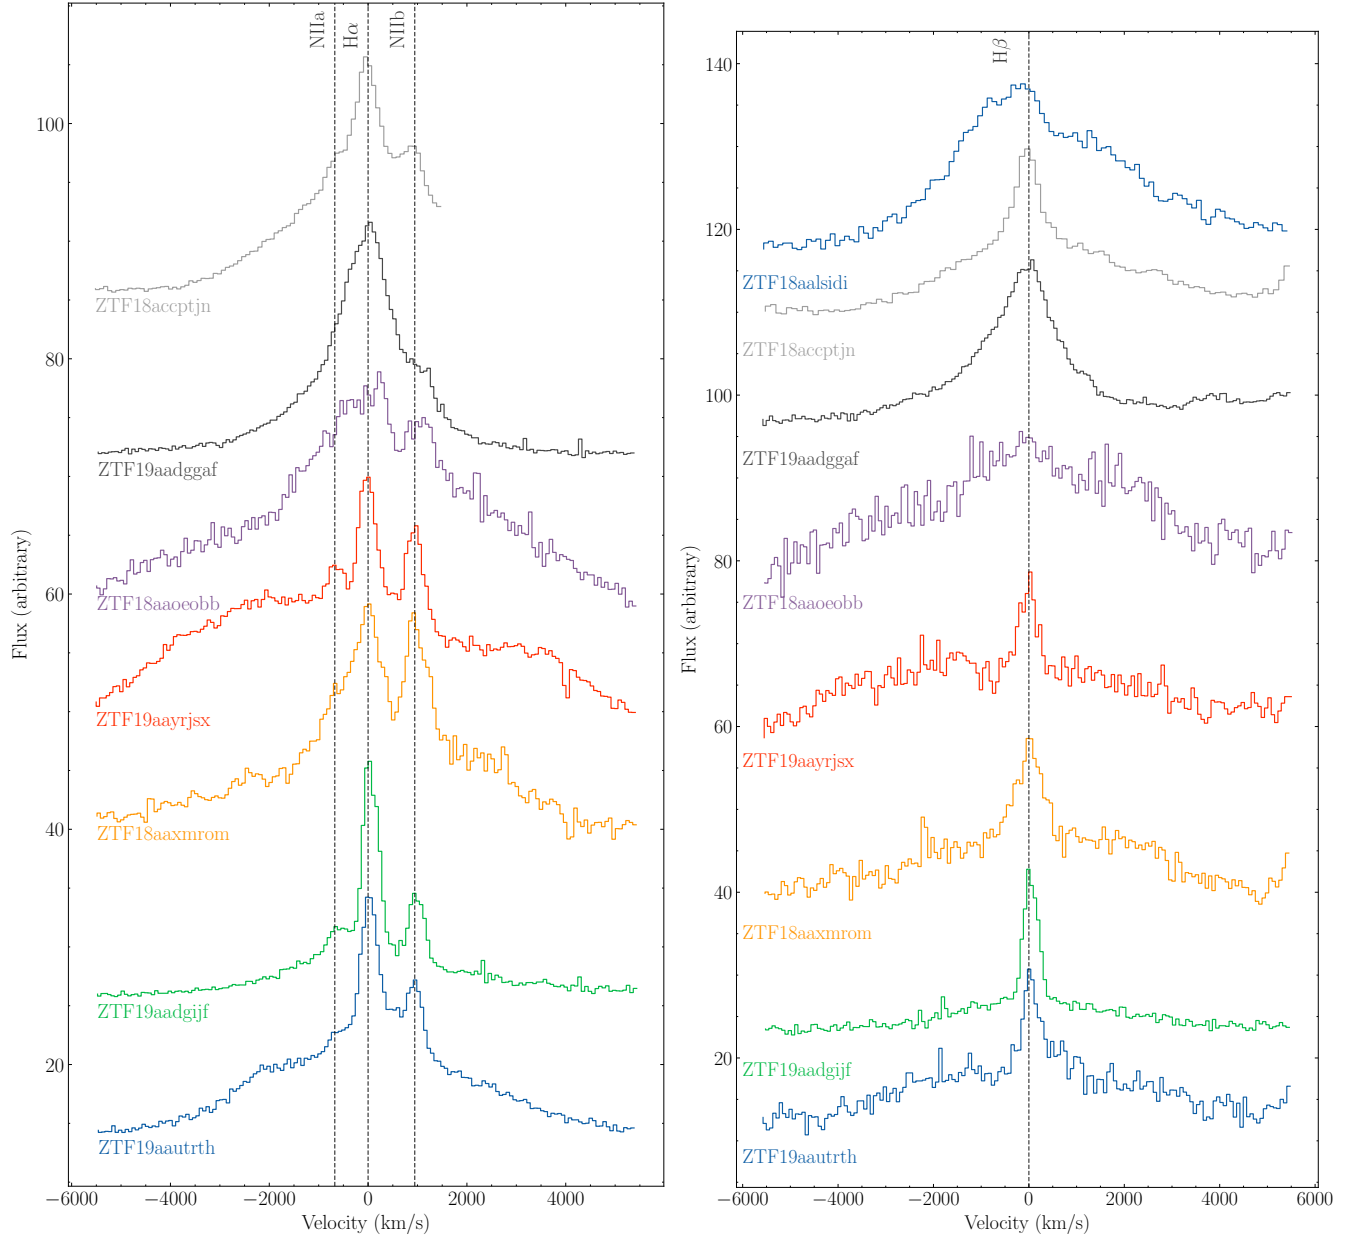 NIIa
Hα
NIIb
100
80
60
40
20
ZTF18accptjn
ZTF19aadggaf
ZTF18aaoeobb
ZTF19aayrjsx
ZTF18aaxmrom
ZTF19aadgijf
ZTF19aautrth
Flux (arbitrary)
−6000 −4000 −2000 0 2000 4000
Velocity (km/s)
Hβ
140
120
100
80
60
40
20
ZTF18aalsidi
ZTF18accptjn
ZTF19aadggaf
ZTF18aaoeobb
ZTF19aayrjsx
ZTF18aaxmrom
ZTF19aadgijf
ZTF19aautrth
Flux (arbitrary)
−6000 −4000 −2000 0 2000 4000 6000
Velocity (km/s)